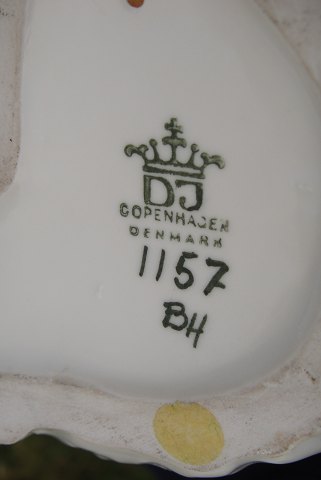 DJ
COPENHAGEN
DENMARK
1157
BH